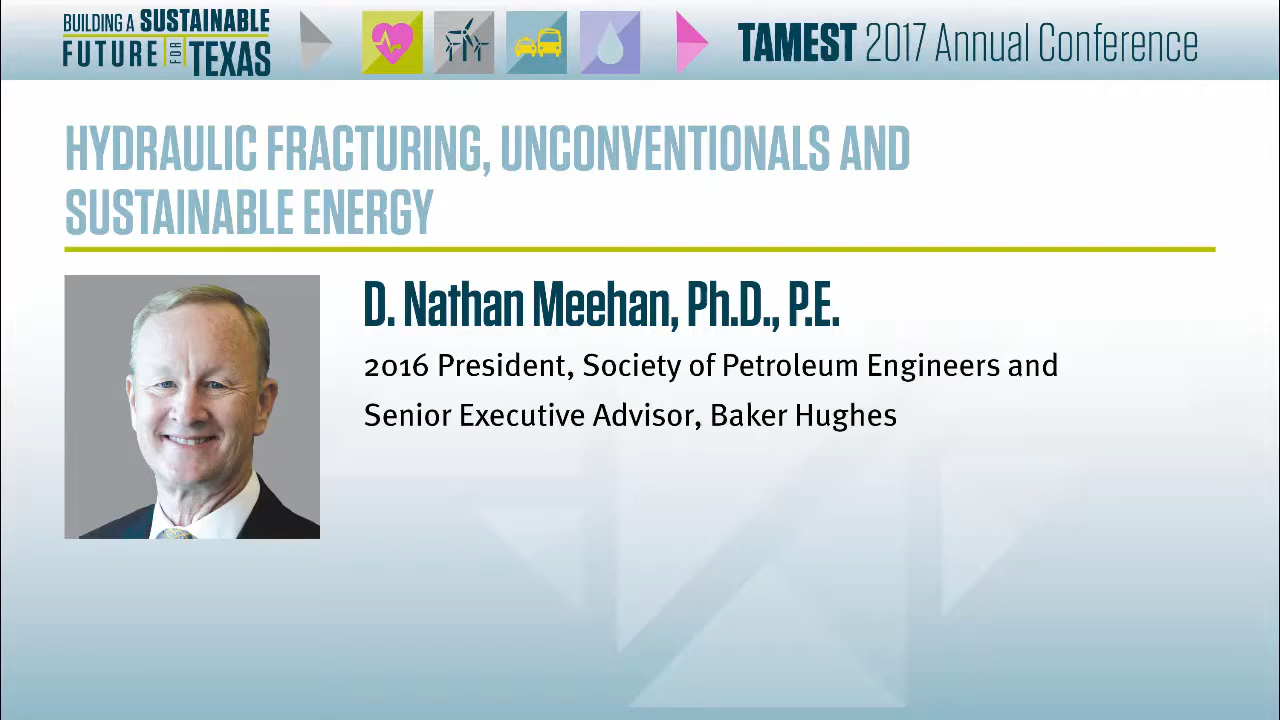 BUILDING A SUSTAINABLE
FUTURE FOR TEXAS
TAMEST 2017 Annual Conference
HYDRAULIC FRACTURING, UNCONVENTIONALS AND
SUSTAINABLE ENERGY
D. Nathan Meehan, Ph.D., P.E.
2016 President, Society of Petroleum Engineers and
Senior Executive Advisor, Baker Hughes